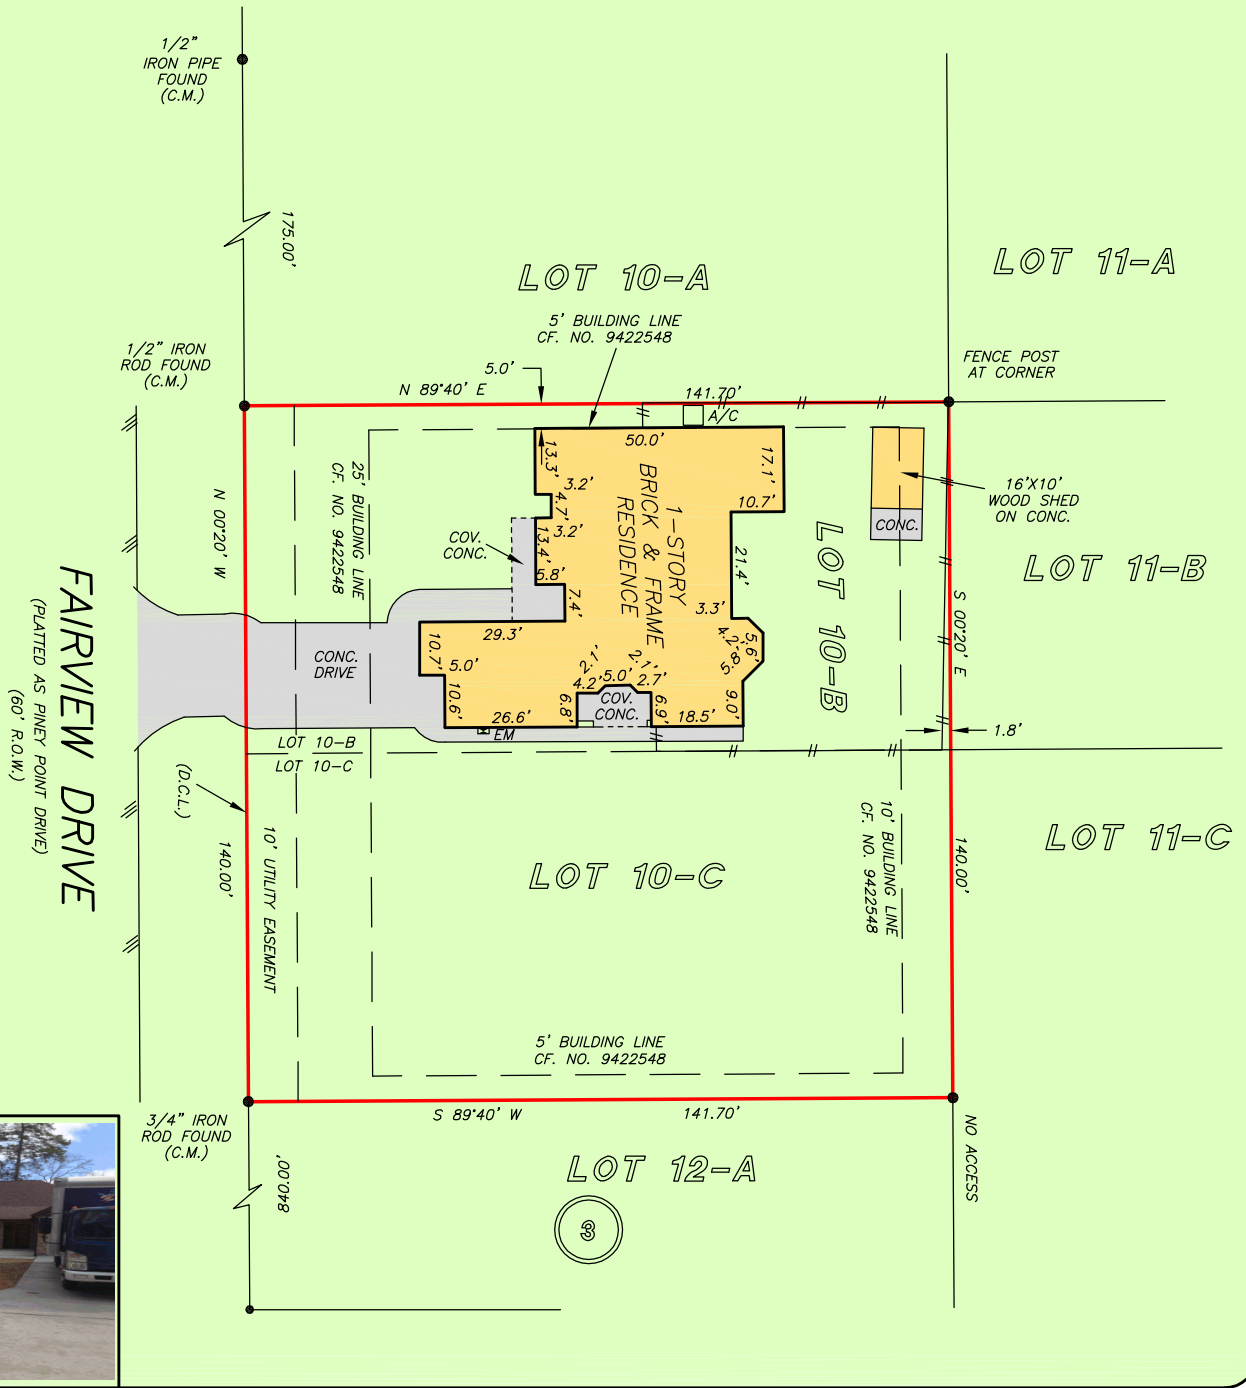 1/2"
IRON PIPE
FOUND
(C.M.)
175.00'
LOT 10-A
LOT 11-A
5' BUILDING LINE
CF. NO. 9422548
1/2" IRON
ROD FOUND
(C.M.)
5.0'
N 89°40' E
141.70'
FENCE POST
AT CORNER
A/C
50.0'
13.3'
3.2'
4.7'
3.2'
13.4'
5.8'
7.4'
17.1'
10.7'
21.4'
3.3'
4.2'
5.6'
5.8'
9.0'
1-STORY
BRICK & FRAME
RESIDENCE
25' BUILDING LINE
CF. NO. 9422548
N 00°20' W
COV.
CONC.
16'X10'
WOOD SHED
ON CONC.
CONC.
LOT 10-B
LOT 11-B
S 00°20' E
FAIRVIEW DRIVE
(PLATTED AS PINEY POINT DRIVE)
(60' R.O.W.)
CONC.
DRIVE
29.3'
10.7'
5.0'
10.6'
26.6'
6.8'
4.2'
2.1'
5.0'
2.1'
2.7'
6.9'
18.5'
COV.
CONC.
EM
1.8'
LOT 10-B
LOT 10-C
(D.C.L.)
140.00'
10' UTILITY EASEMENT
LOT 10-C
10' BUILDING LINE
CF. NO. 9422548
140.00'
LOT 11-C
5' BUILDING LINE
CF. NO. 9422548
3/4" IRON
ROD FOUND
(C.M.)
S 89°40' W
141.70'
NO ACCESS
840.00'
LOT 12-A
3